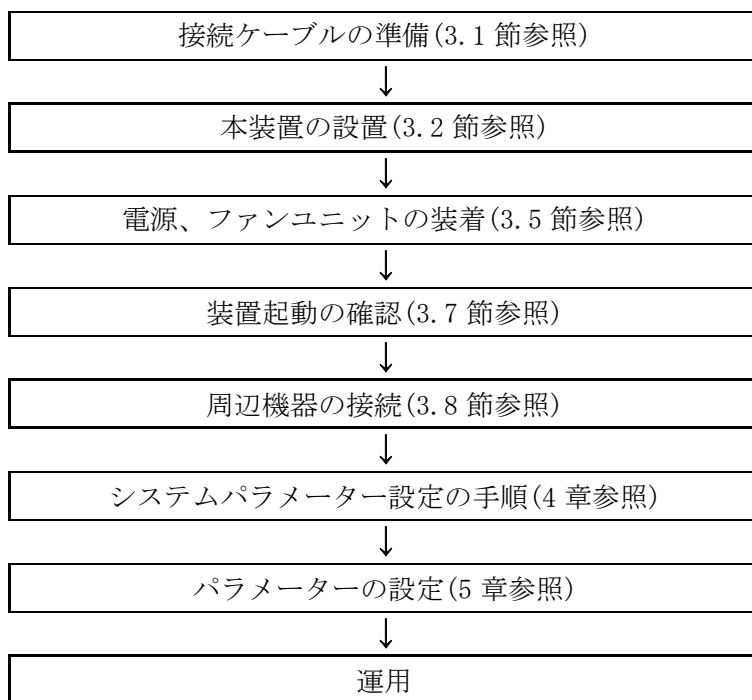 接続ケーブルの準備(3.1 節参照)
↓
本装置の設置(3.2 節参照)
↓
電源、ファンユニットの装着(3.5 節参照)
↓
装置起動の確認(3.7 節参照)
↓
周辺機器の接続(3.8 節参照)
↓
システムパラメーター設定の手順(4 章参照)
↓
パラメーターの設定(5 章参照)
↓
運用